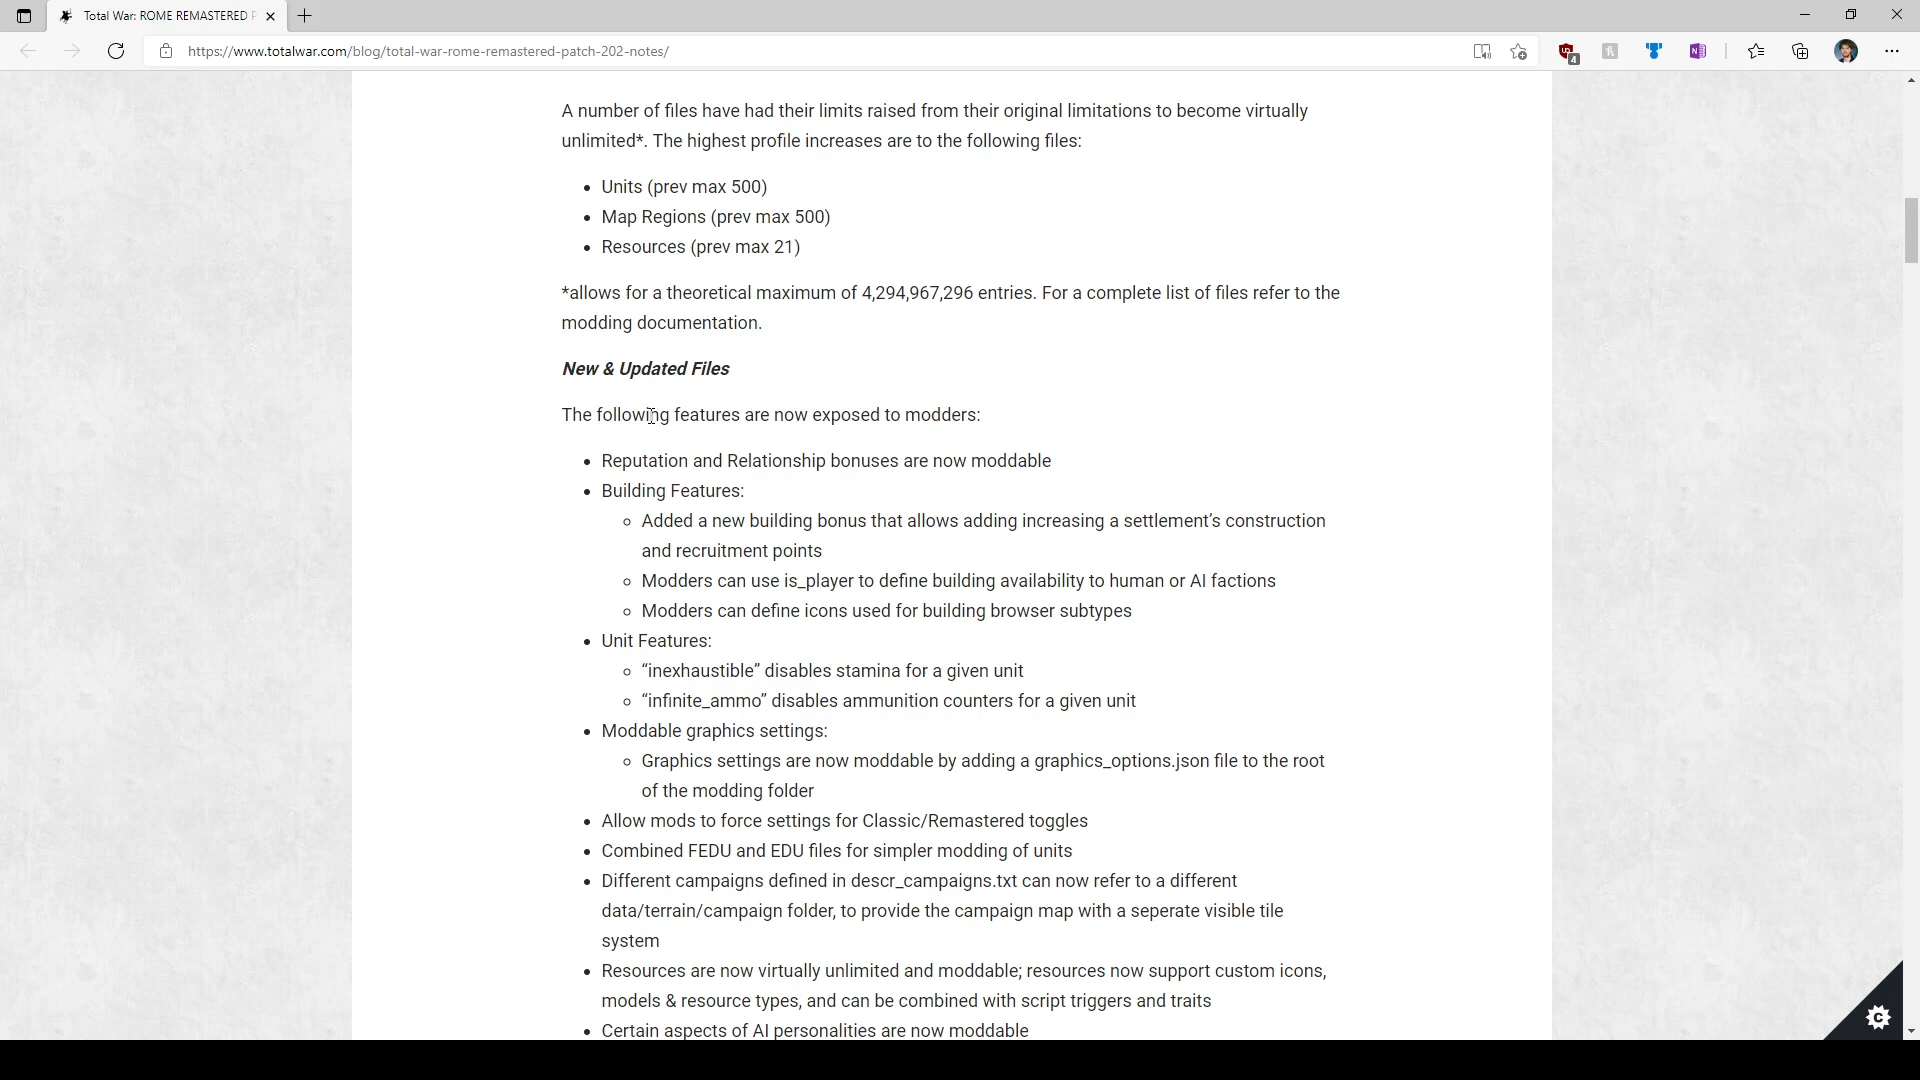 Total War: ROME REMASTERED P
https://www.totalwar.com/blog/total-war-rome-remastered-patch-202-notes/
4
A number of files have had their limits raised from their original limitations to become virtually
unlimited*. The highest profile increases are to the following files:
• Units (prev max 500)
• Map Regions (prev max 500)
• Resources (prev max 21)
*allows for a theoretical maximum of 4,294,967,296 entries. For a complete list of files refer to the
modding documentation.
New & Updated Files
The following features are now exposed to modders:
• Reputation and Relationship bonuses are now moddable
• Building Features:
◦ Added a new building bonus that allows adding increasing a settlement’s construction
and recruitment points
◦ Modders can use is_player to define building availability to human or AI factions
◦ Modders can define icons used for building browser subtypes
• Unit Features:
◦ “inexhaustible” disables stamina for a given unit
◦ “infinite_ammo” disables ammunition counters for a given unit
• Moddable graphics settings:
◦ Graphics settings are now moddable by adding a graphics_options.json file to the root
of the modding folder
• Allow mods to force settings for Classic/Remastered toggles
• Combined FEDU and EDU files for simpler modding of units
• Different campaigns defined in descr_campaigns.txt can now refer to a different
data/terrain/campaign folder, to provide the campaign map with a seperate visible tile
system
• Resources are now virtually unlimited and moddable; resources now support custom icons,
models & resource types, and can be combined with script triggers and traits
• Certain aspects of AI personalities are now moddable